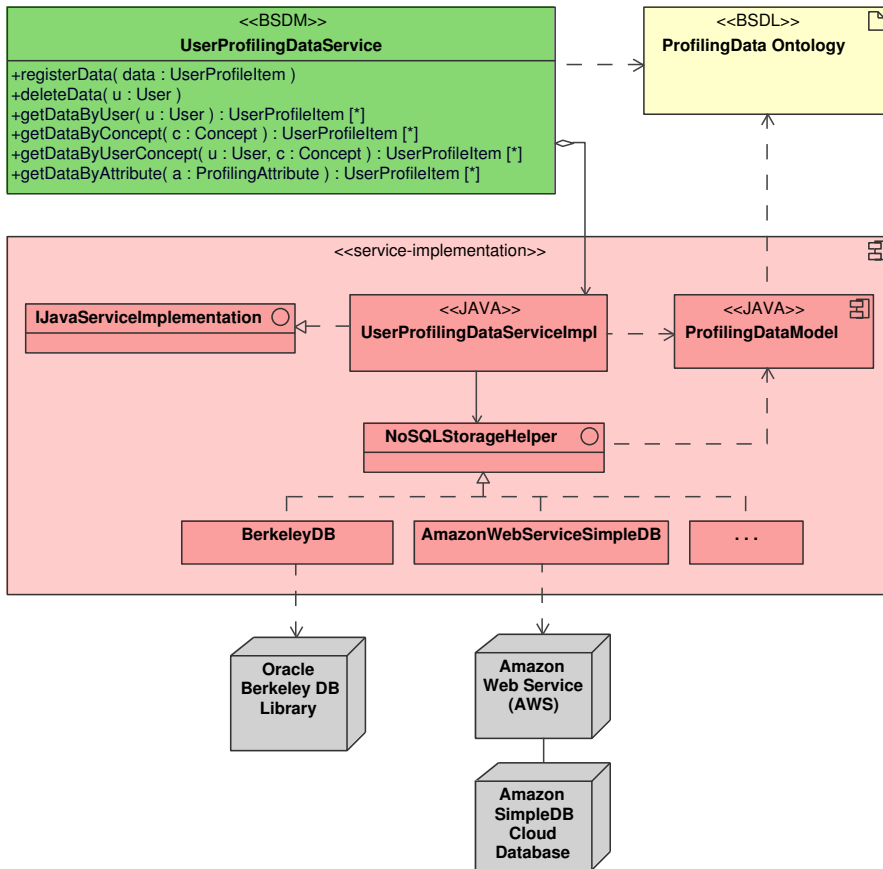 <<BSDM>>
UserProfilingDataService
+registerData( data : UserProfileItem )
+deleteData( u : User )
+getDataByUser( u : User ) : UserProfileItem [*]
+getDataByConcept( c : Concept ) : UserProfileItem [*]
+getDataByUserConcept( u : User, c : Concept ) : UserProfileItem [*]
+getDataByAttribute( a : ProfilingAttribute ) : UserProfileItem [*]
<<BSDL>>
ProfilingData Ontology
<<service-implementation>>
IJavaServiceImplementation
<<JAVA>>
UserProfilingDataServiceImpl
<<JAVA>>
ProfilingDataModel
NoSQLStorageHelper
BerkeleyDB
AmazonWebServiceSimpleDB
. . .
Oracle
Berkeley DB
Library
Amazon
Web Service
(AWS)
Amazon
SimpleDB
Cloud
Database